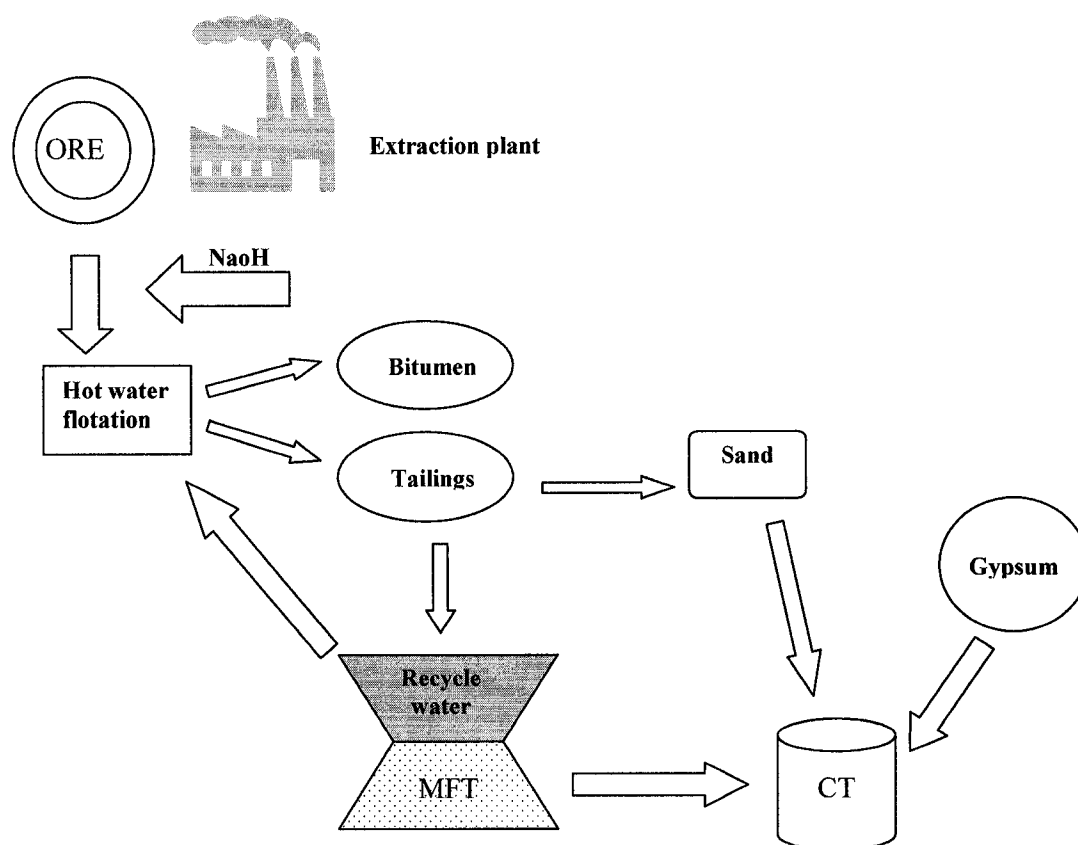 ORE
Extraction plant
NaoH
Hot water
flotation
Bitumen
Tailings
Sand
Gypsum
Recycle
water
MFT
CT